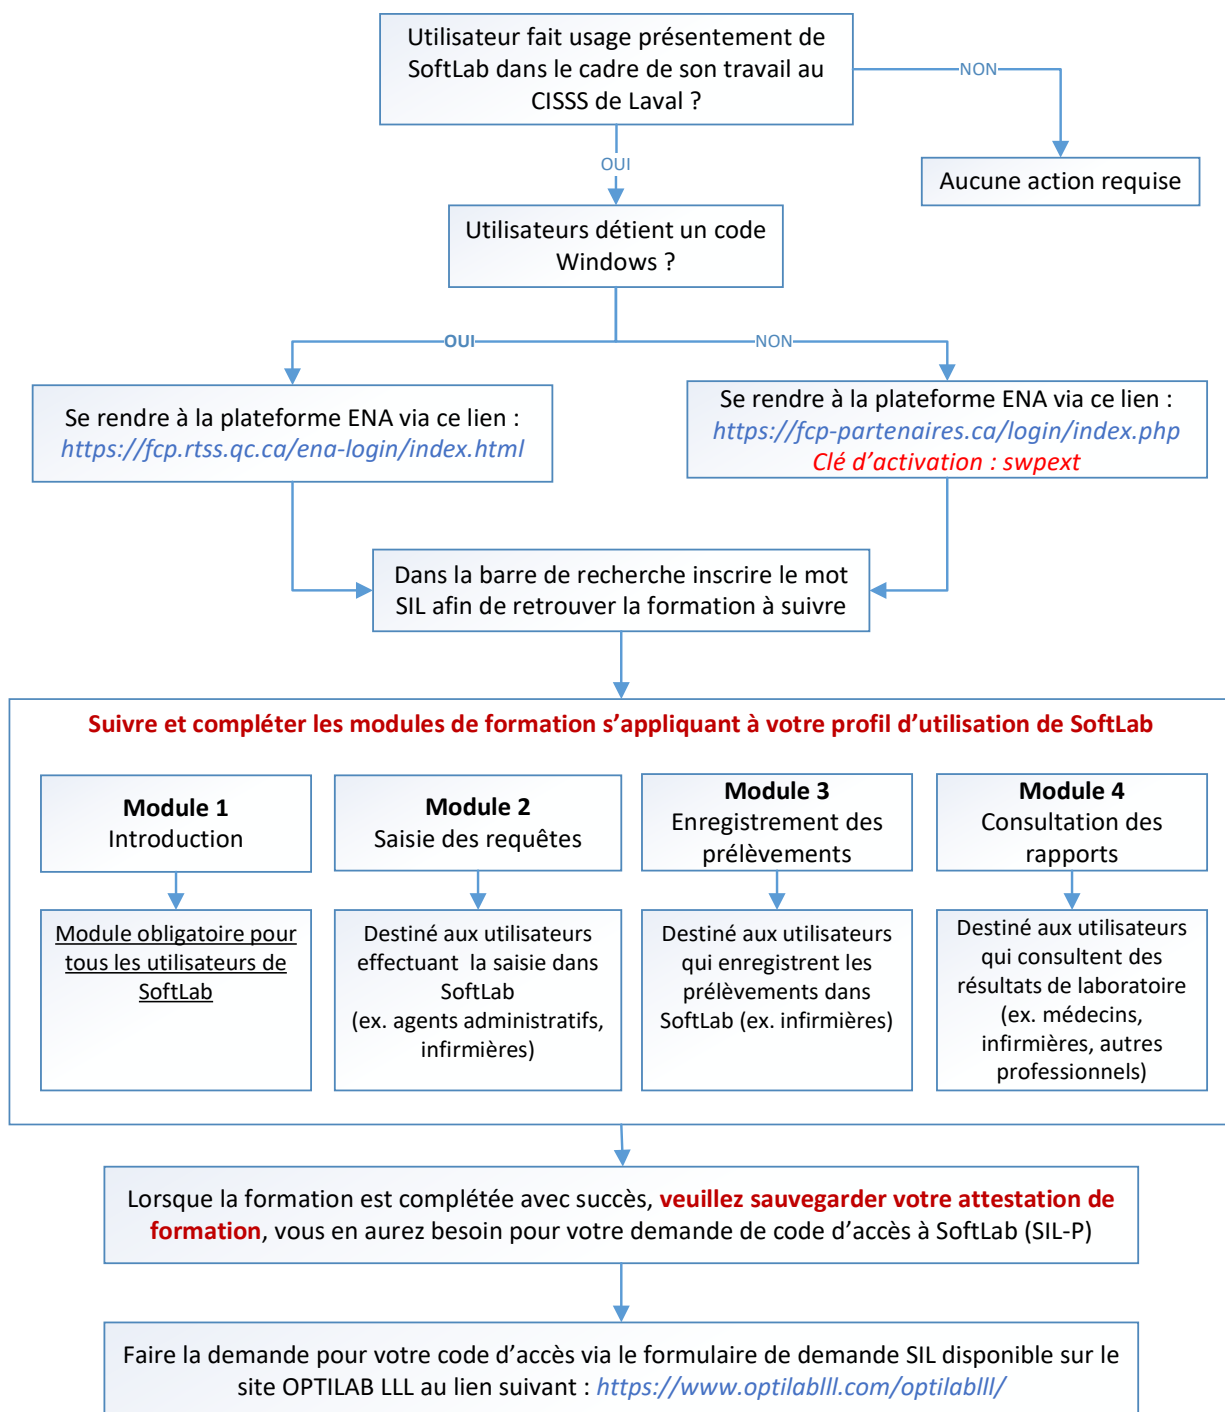 Utilisateur fait usage présentement de
SoftLab dans le cadre de son travail au
CISSS de Laval ?
NON
OUI
Aucune action requise
Utilisateurs détient un code
Windows ?
OUI
NON
Se rendre à la plateforme ENA via ce lien :
https://fcp.rtss.qc.ca/ena-login/index.html
Se rendre à la plateforme ENA via ce lien :
https://fcp-partenaires.ca/login/index.php
Clé d’activation : swpext
Dans la barre de recherche inscrire le mot
SIL afin de retrouver la formation à suivre
Suivre et compléter les modules de formation s’appliquant à votre profil d’utilisation de SoftLab
Module 1
Introduction
Module obligatoire pour
tous les utilisateurs de
SoftLab
Module 2
Saisie des requêtes
Destiné aux utilisateurs
effectuant la saisie dans
SoftLab
(ex. agents administratifs,
infirmières)
Module 3
Enregistrement des
prélèvements
Destiné aux utilisateurs
qui enregistrent les
prélèvements dans
SoftLab (ex. infirmières)
Module 4
Consultation des
rapports
Destiné aux utilisateurs
qui consultent des
résultats de laboratoire
(ex. médecins,
infirmières, autres
professionnels)
Lorsque la formation est complétée avec succès, veuillez sauvegarder votre attestation de
formation, vous en aurez besoin pour votre demande de code d’accès à SoftLab (SIL-P)
Faire la demande pour votre code d’accès via le formulaire de demande SIL disponible sur le
site OPTILAB LLL au lien suivant : https://www.optilablll.com/optilablll/